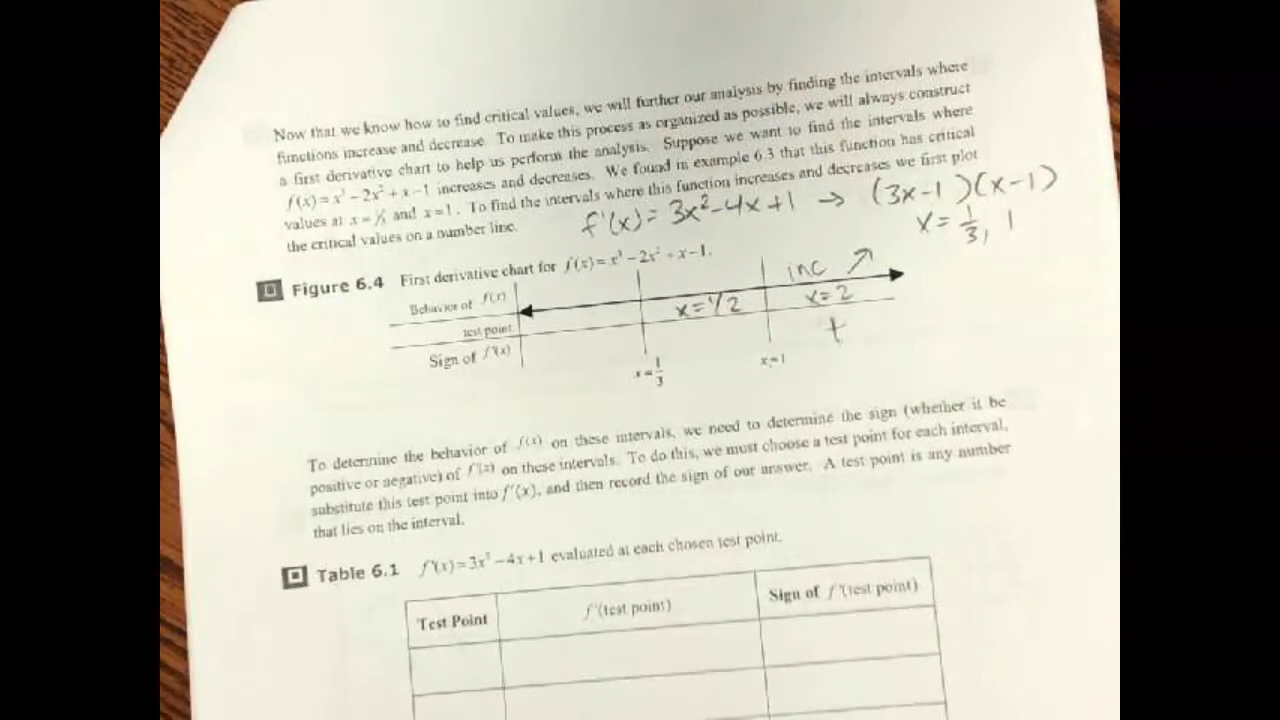 Now that we know how to find critical values, we will further our analysis by finding the intervals where
functions increase and decrease. To make this process as organized as possible, we will always construct
a first derivative chart to help us perform the analysis. Suppose we want to find the intervals where
f(x) = x³ − 2x² + x − 1 increases and decreases. We found in example 6.3 that this function has critical
values at x = ⅓ and x = 1. To find the intervals where this function increases and decreases we first plot
the critical values on a number line.
f'(x) = 3x² − 4x + 1 → (3x − 1)(x − 1)
x = 1/3, 1
Figure 6.4 First derivative chart for f(x) = x³ − 2x² + x − 1.
Behavior of f(x) inc ↗
test point x = 1/2 x = 2
Sign of f'(x) +
x = 1/3 x = 1
To determine the behavior of f(x) on these intervals, we need to determine the sign (whether it be
positive or negative) of f'(x) on these intervals. To do this, we must choose a test point for each interval,
substitute this test point into f'(x), and then record the sign of our answer. A test point is any number
that lies on the interval.
Table 6.1 f'(x) = 3x² − 4x + 1 evaluated at each chosen test point.
Test Point f'(test point) Sign of f'(test point)